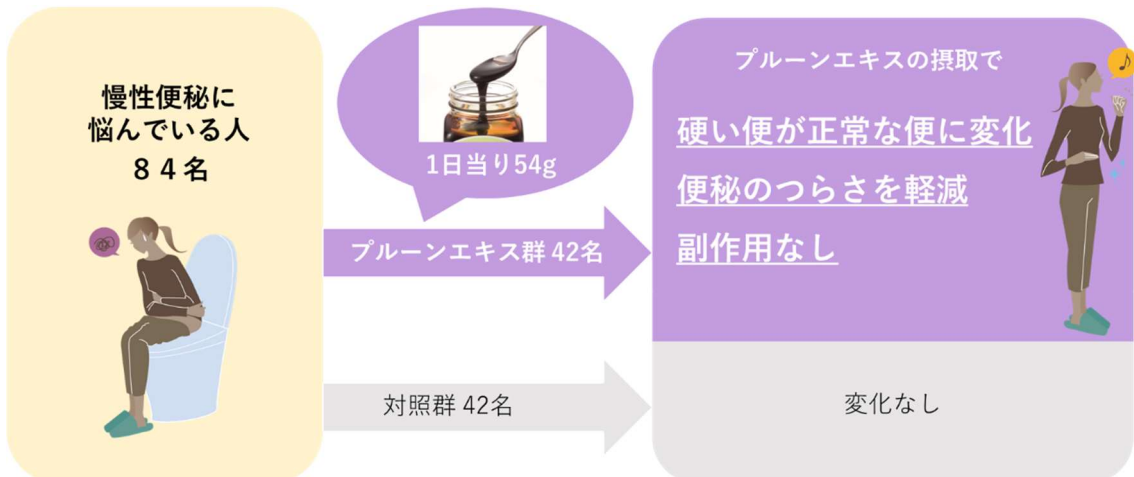 慢性便秘に
悩んでいる人
８４名
1日当り54g
プルーンエキス群 42名
対照群 42名
プルーンエキスの摂取で
硬い便が正常な便に変化
便秘のつらさを軽減
副作用なし
変化なし